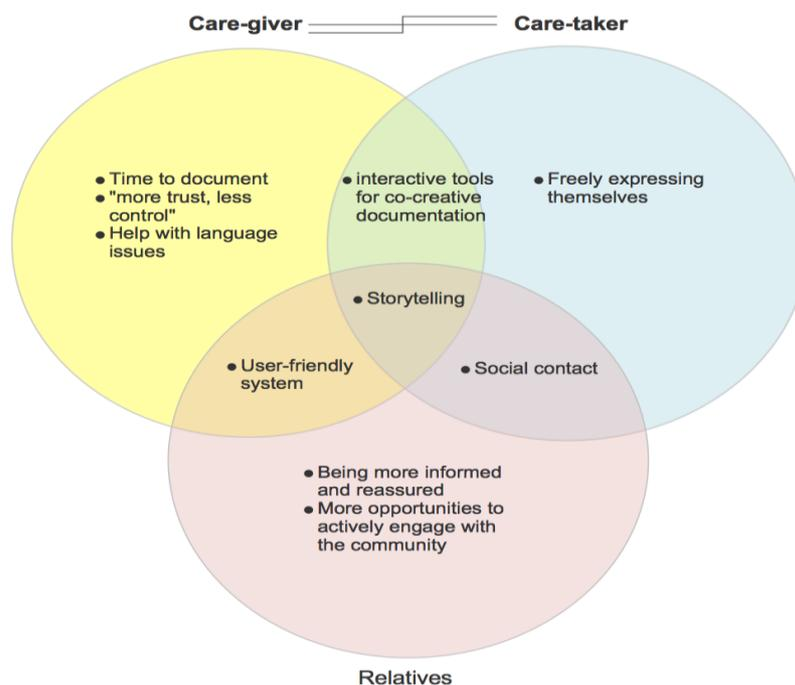 Care-giver
Care-taker
● Time to document
● "more trust, less
control"
● Help with language
issues
● interactive tools
for co-creative
documentation
● Freely expressing
themselves
● Storytelling
● User-friendly
system
● Social contact
● Being more informed
and reassured
● More opportunities to
actively engage with
the community
Relatives